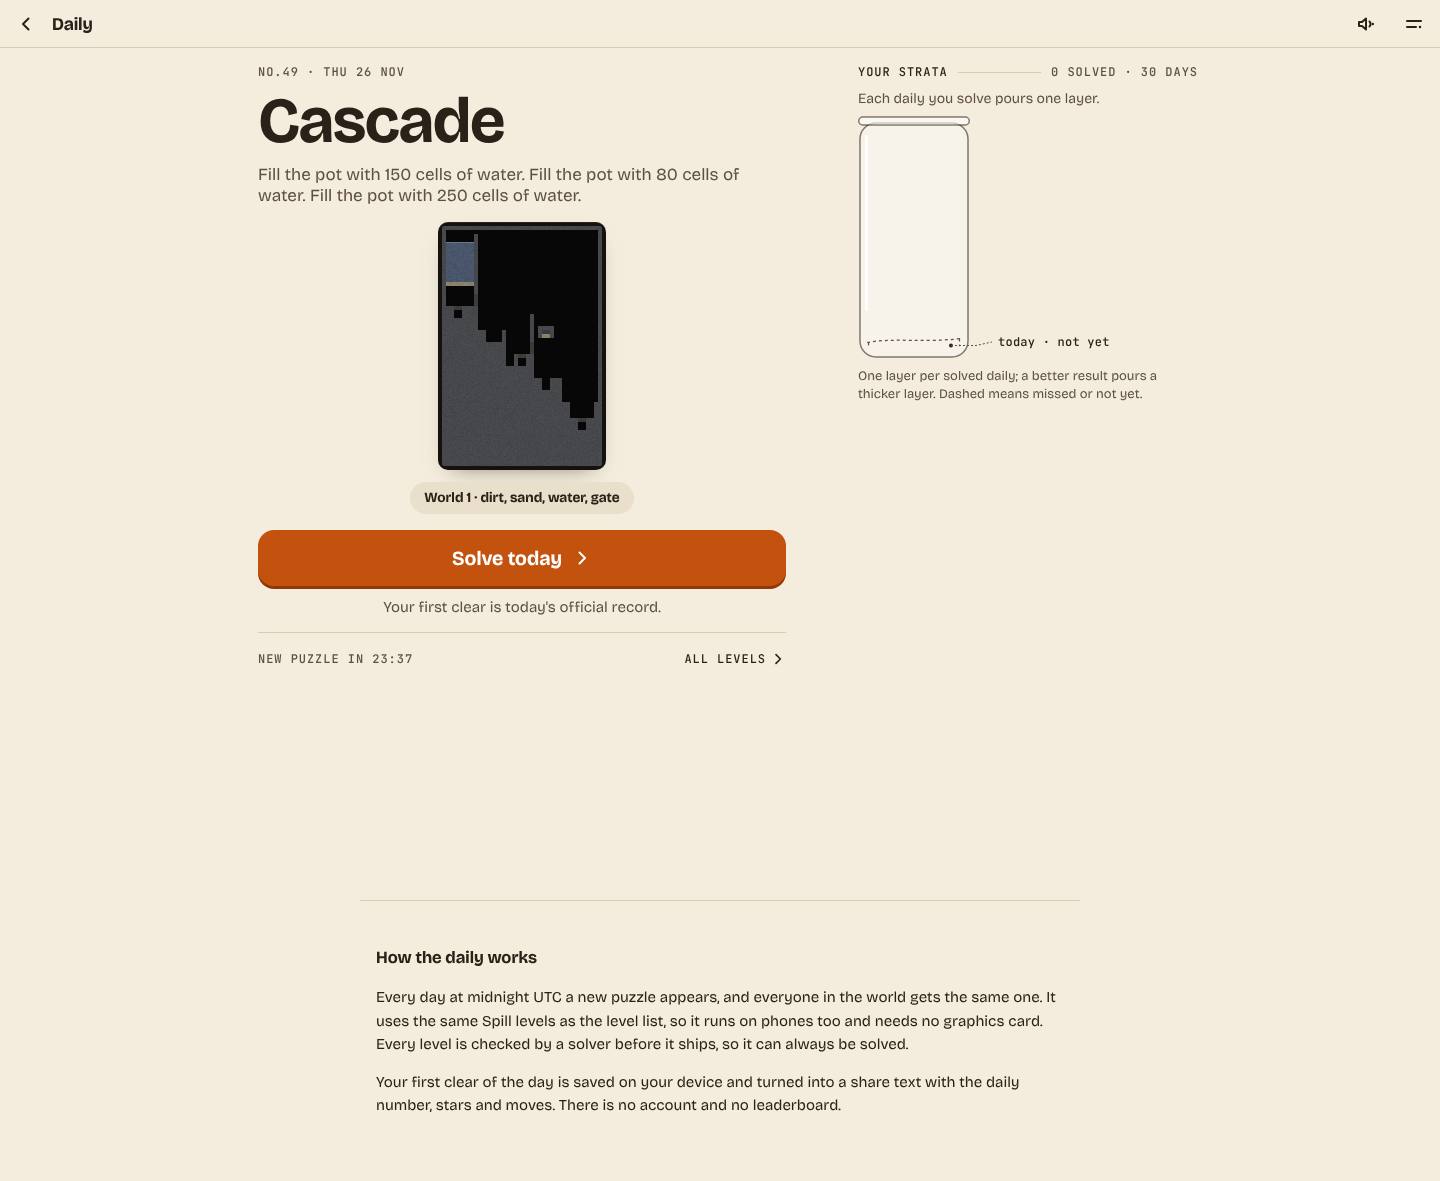 Daily
NO.49 · THU 26 NOV
Cascade
Fill the pot with 150 cells of water. Fill the pot with 80 cells of
water. Fill the pot with 250 cells of water.
World 1 · dirt, sand, water, gate
Solve today
Your first clear is today's official record.
NEW PUZZLE IN 23:37
ALL LEVELS
YOUR STRATA
0 SOLVED · 30 DAYS
Each daily you solve pours one layer.
today · not yet
One layer per solved daily; a better result pours a
thicker layer. Dashed means missed or not yet.
How the daily works
Every day at midnight UTC a new puzzle appears, and everyone in the world gets the same one. It
uses the same Spill levels as the level list, so it runs on phones too and needs no graphics card.
Every level is checked by a solver before it ships, so it can always be solved.
Your first clear of the day is saved on your device and turned into a share text with the daily
number, stars and moves. There is no account and no leaderboard.